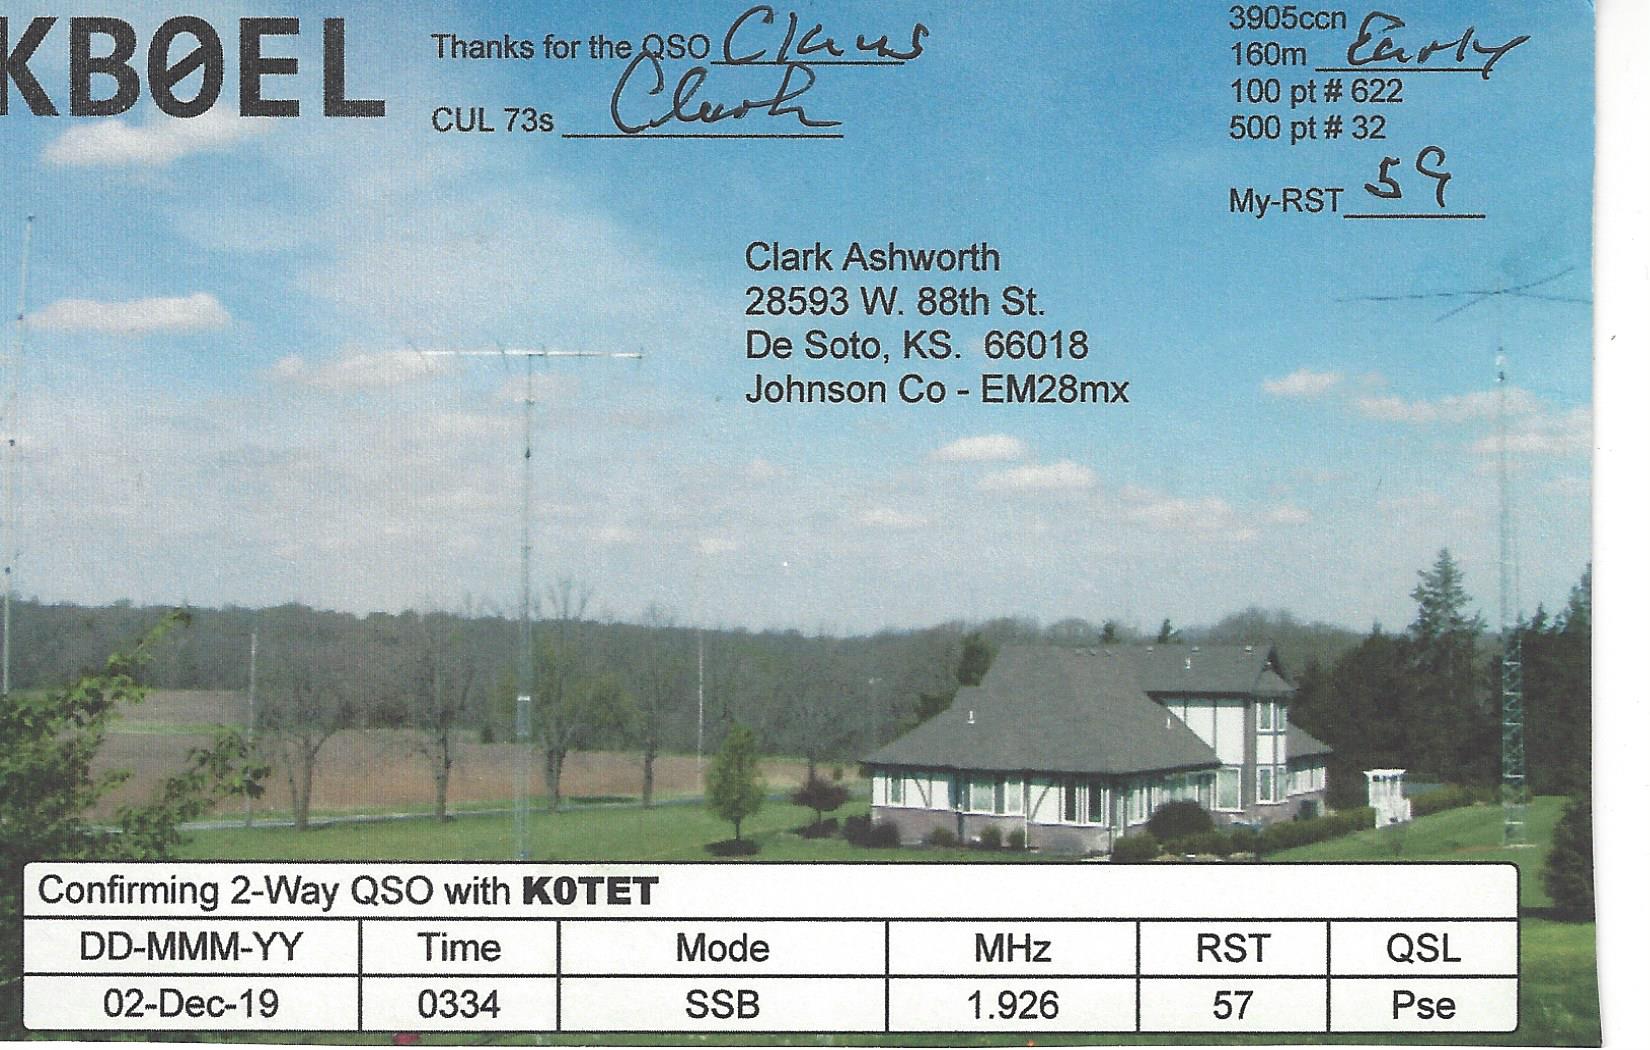 KB0EL
Thanks for the QSO Claus
CUL 73s Clark
3905ccn
160m Early
100 pt # 622
500 pt # 32
My-RST 59
Clark Ashworth
28593 W. 88th St.
De Soto, KS. 66018
Johnson Co - EM28mx
Confirming 2-Way QSO with K0TET
DD-MMM-YY Time Mode MHz RST QSL
02-Dec-19 0334 SSB 1.926 57 Pse